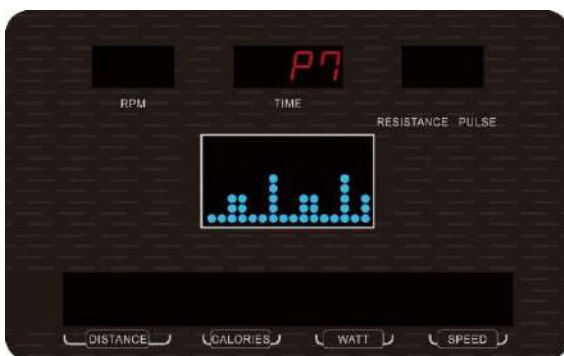 P7
RPM
TIME
RESISTANCE PULSE
DISTANCE
CALORIES
WATT
SPEED